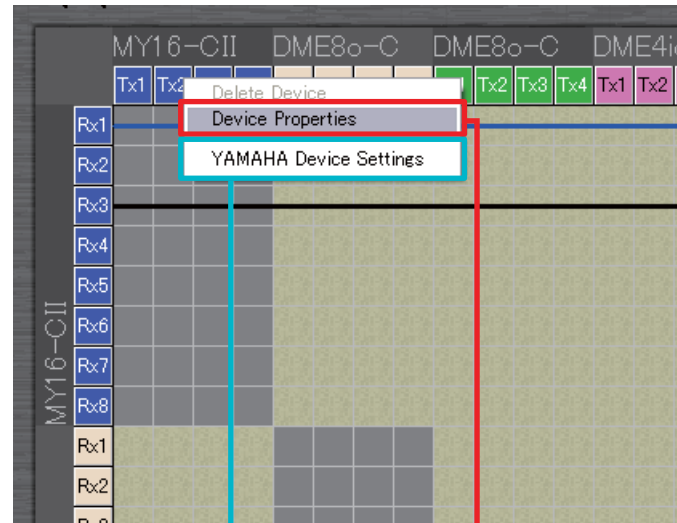 MY16-CII DME8o-C DME8o-C DME4i
Tx1 Tx2 Tx2 Tx3 Tx4 Tx1 Tx2
Delete Device
Device Properties
YAMAHA Device Settings
MY16-CII
Rx1
Rx2
Rx3
Rx4
Rx5
Rx6
Rx7
Rx8
Rx1
Rx2